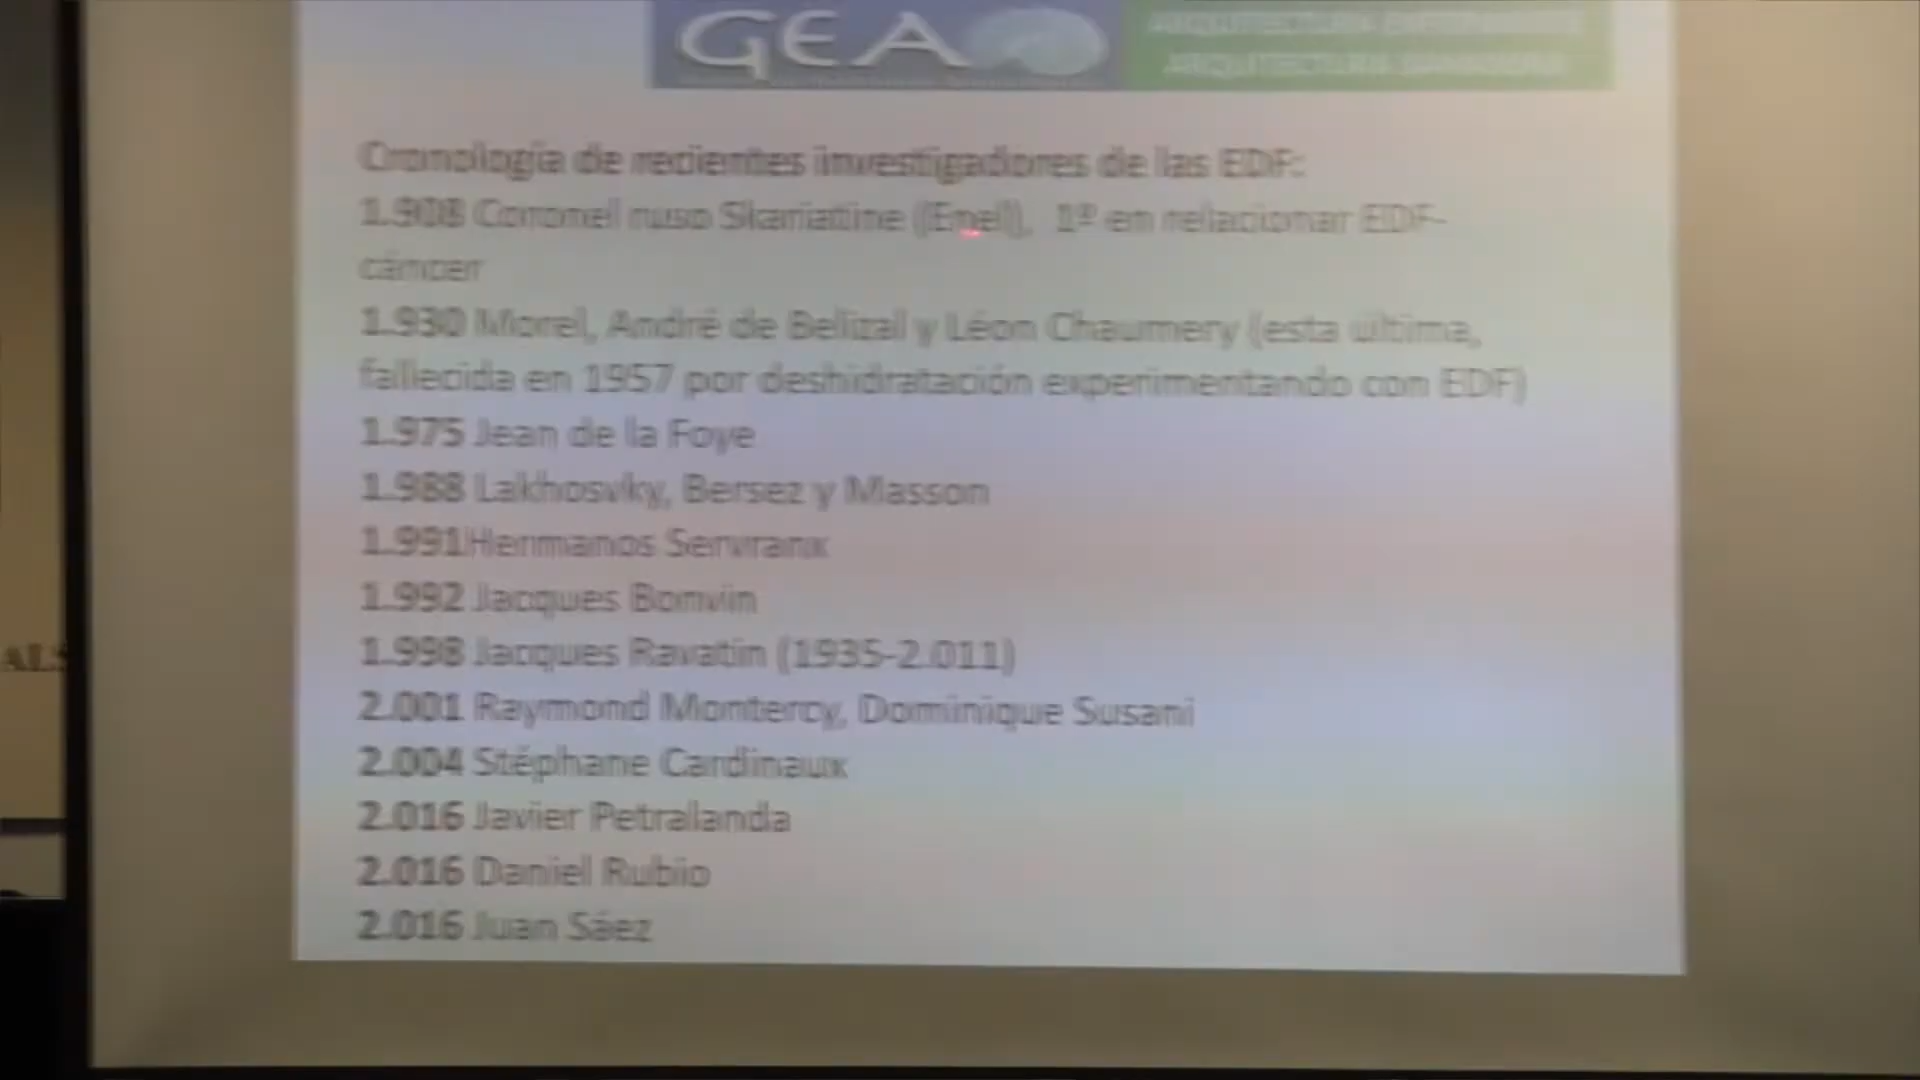 GEA
ARQUITECTURA
ARQUITECTURA
Cronología de recientes investigadores de las EDF:
1.908 Coronel ruso Skariatine (Enel), 1º en relacionar EDF-
cáncer
1.930 Morel, André de Belizal y Léon Chaumery (esta última,
fallecida en 1957 por deshidratación experimentando con EDF)
1.975 Jean de la Foye
1.988 Lakhosvky, Bersez y Masson
1.991Hermanos Servranx
1.992 Jacques Bonvin
1.998 Jacques Ravatin (1935-2.011)
2.001 Raymond Montercy, Dominique Susani
2.004 Stéphane Cardinaux
2.016 Javier Petralanda
2.016 Daniel Rubio
2.016 Juan Sáez
ALS